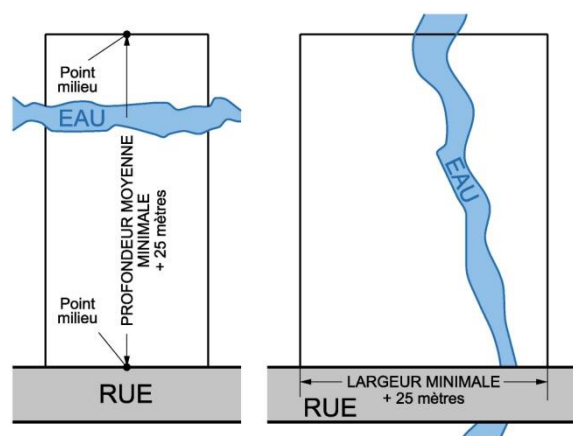 Point
milieu
EAU
PROFONDEUR MOYENNE
MINIMALE
+ 25 mètres
Point
milieu
RUE
EAU
LARGEUR MINIMALE
+ 25 mètres
RUE